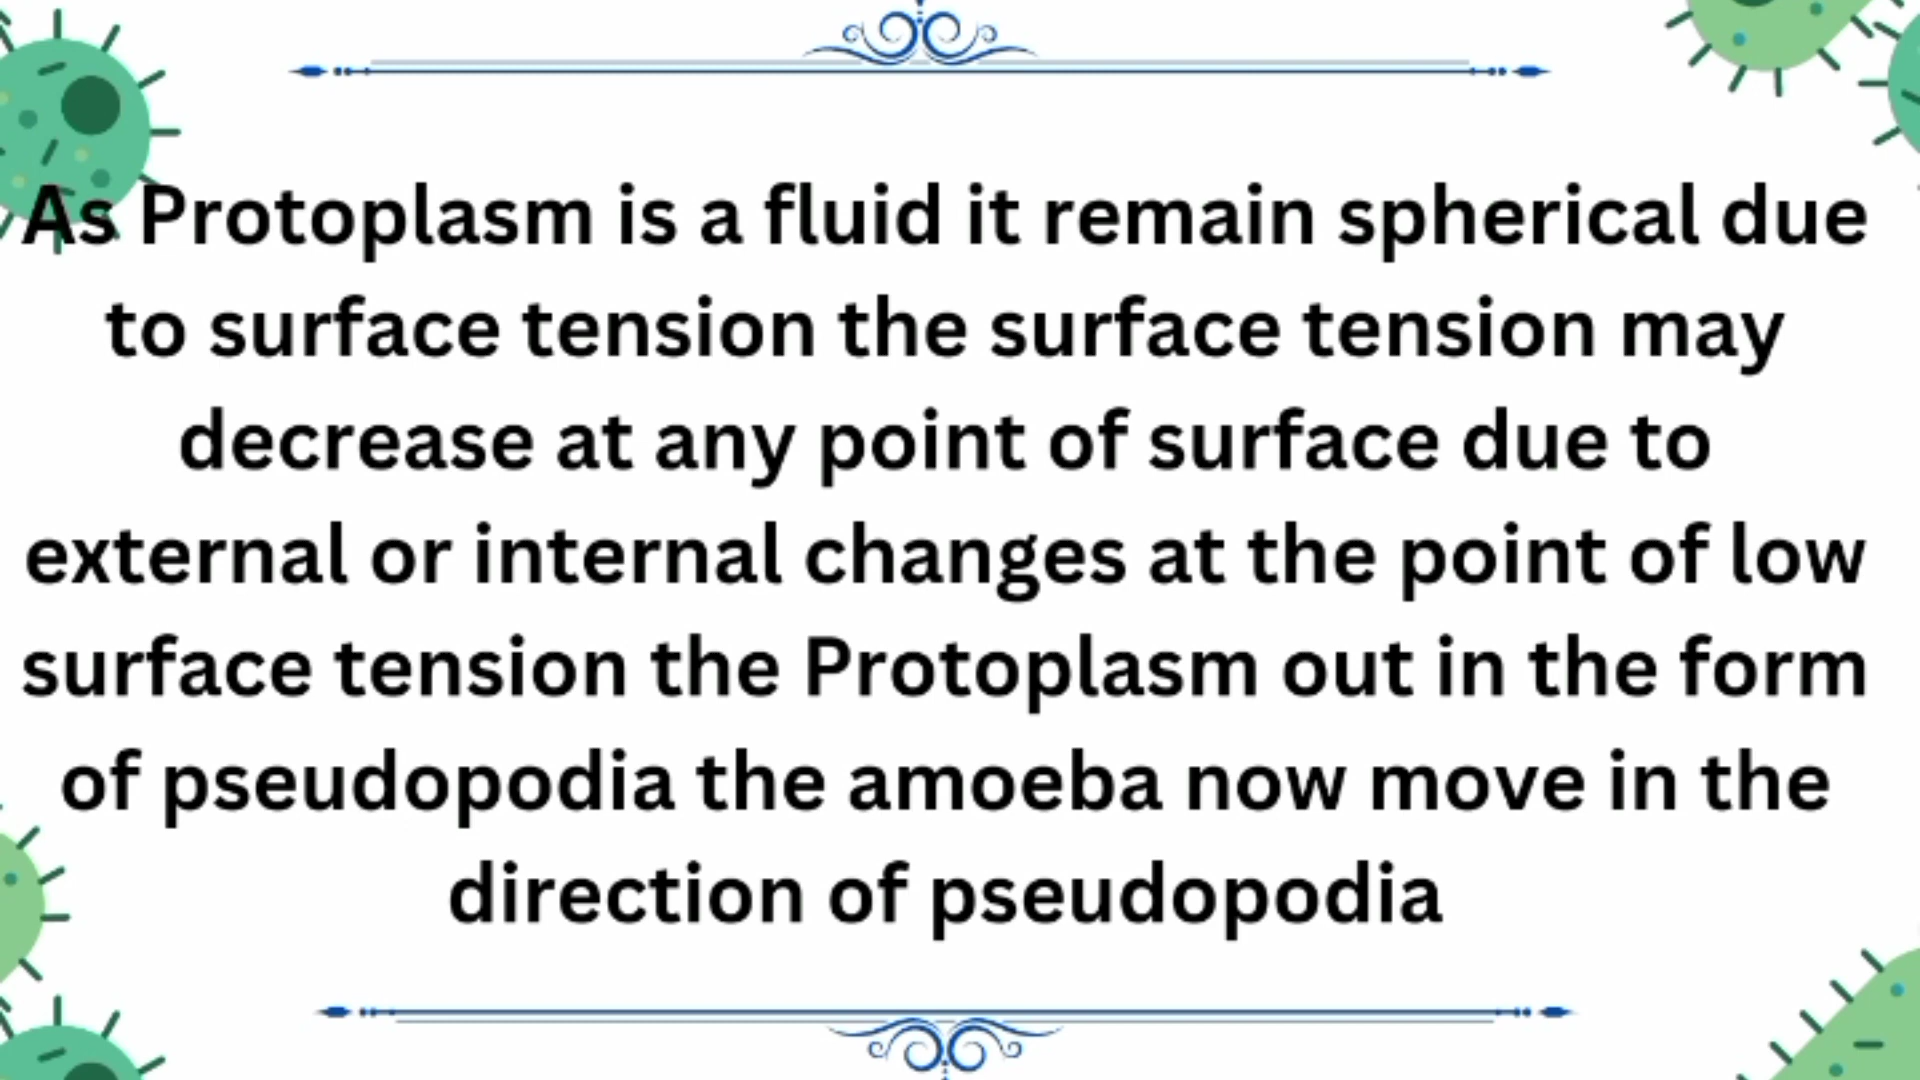 As Protoplasm is a fluid it remain spherical due
to surface tension the surface tension may
decrease at any point of surface due to
external or internal changes at the point of low
surface tension the Protoplasm out in the form
of pseudopodia the amoeba now move in the
direction of pseudopodia